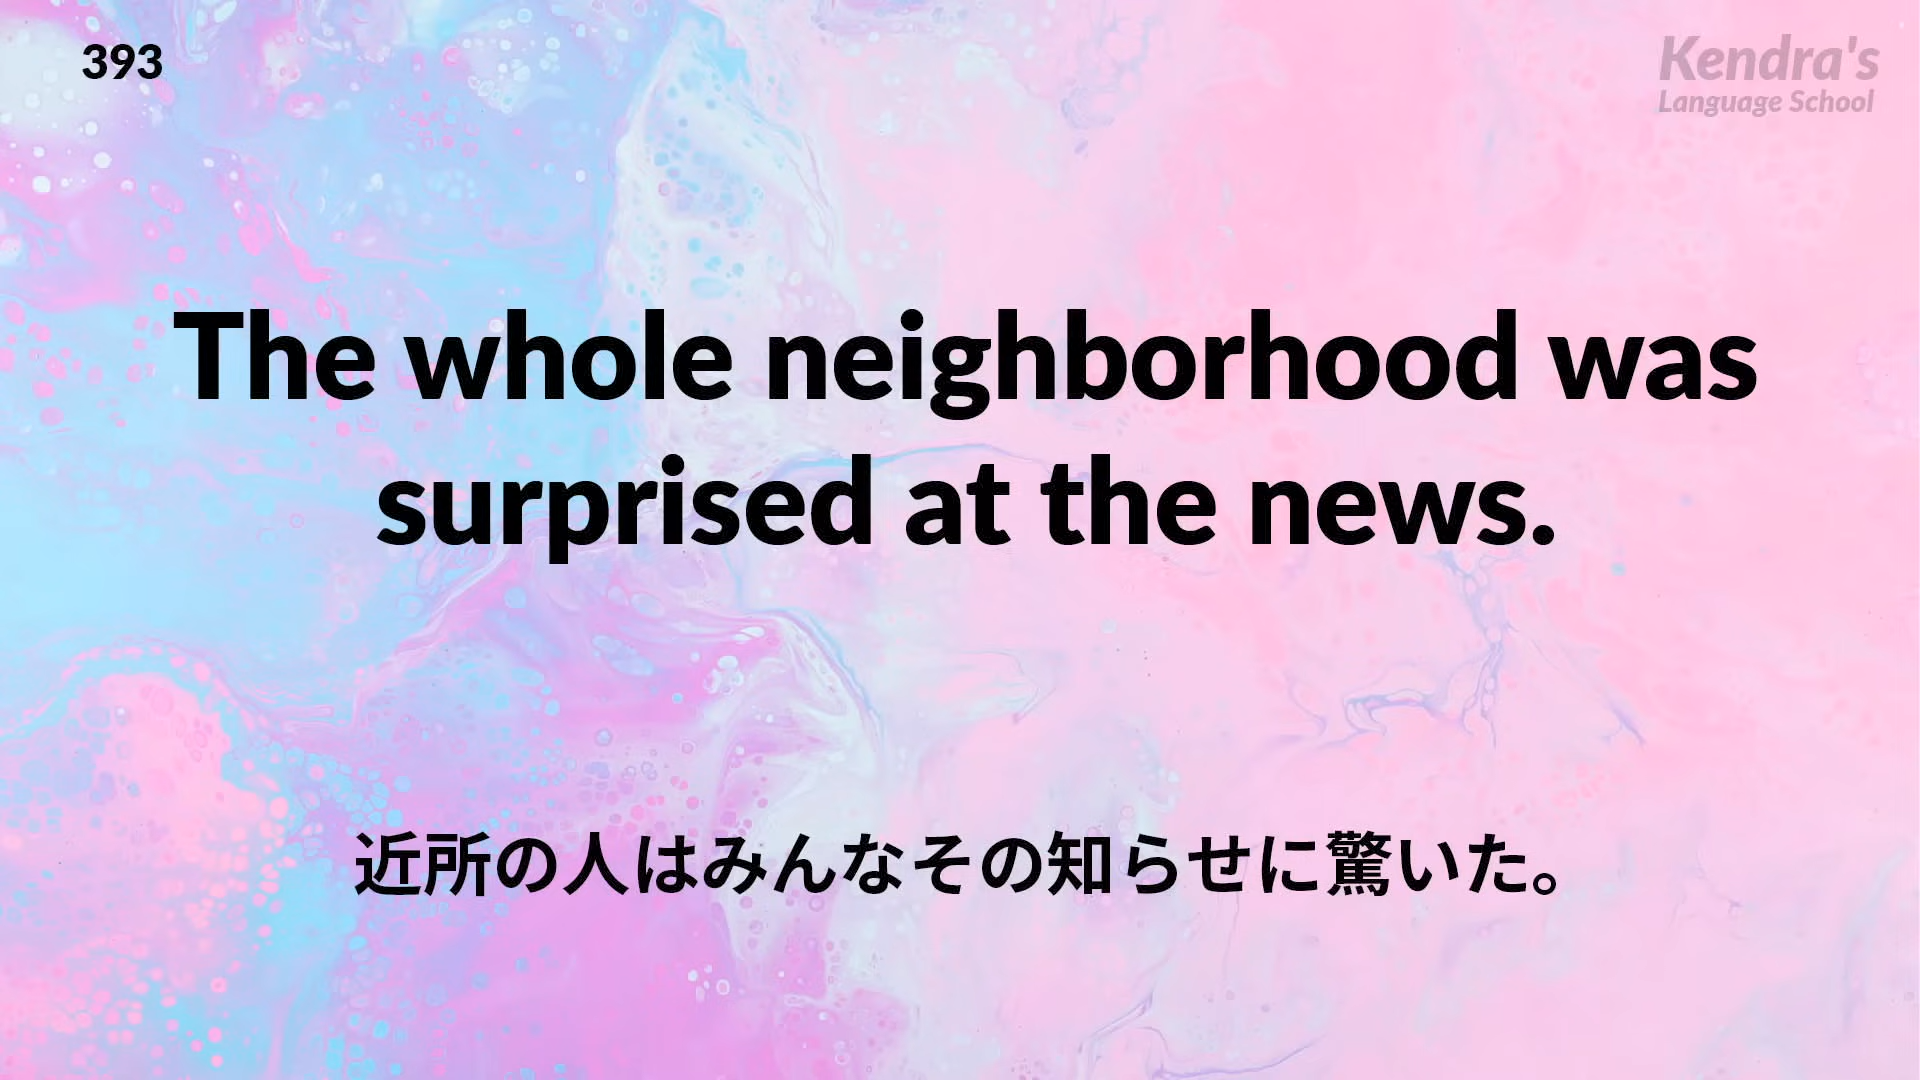 393
Kendra's
Language School
The whole neighborhood was
surprised at the news.
近所の人はみんなその知らせに驚いた。